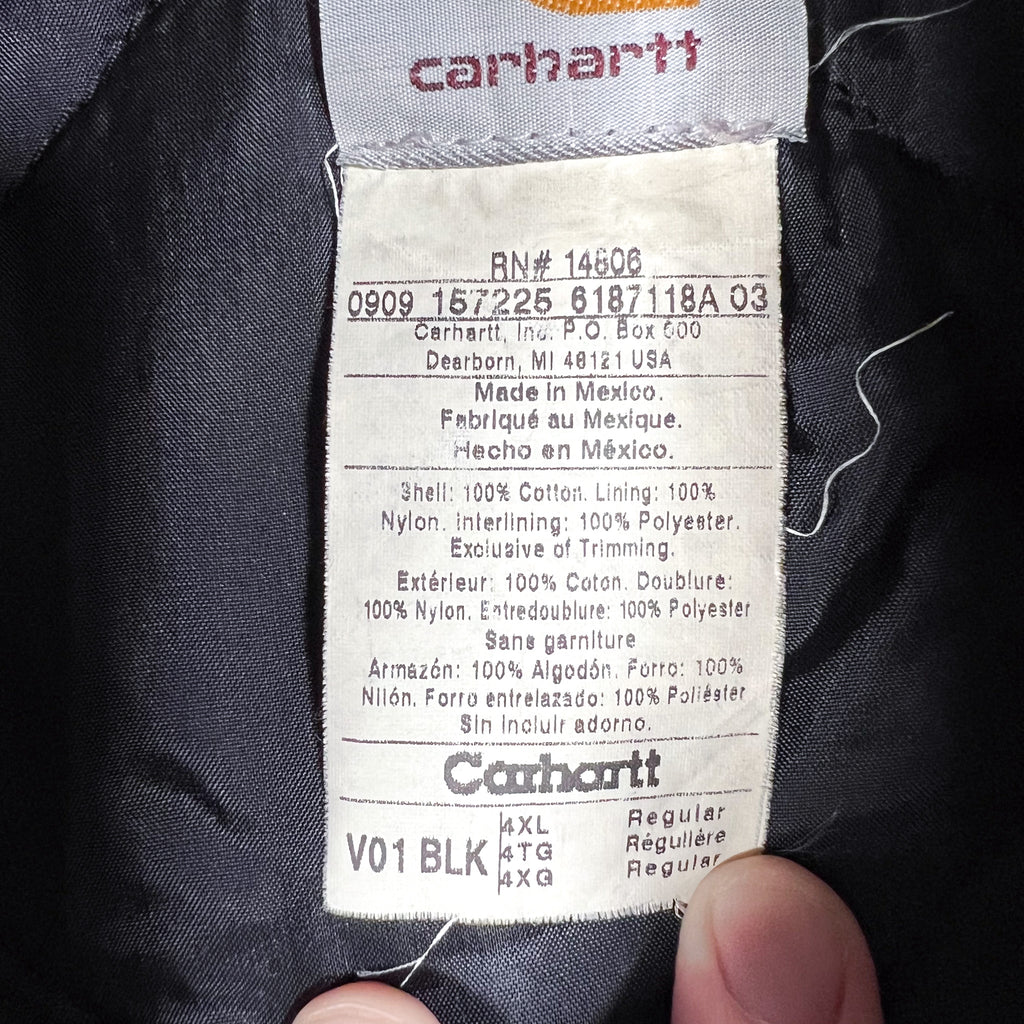 carhartt
RN# 14806
0909 157225 6187118A 03
Carhartt, Inc. P.O. Box 600
Dearborn, MI 48121 USA
Made in Mexico.
Fabriqué au Mexique.
Hecho en México.
Shell: 100% Cotton. Lining: 100%
Nylon. Interlining: 100% Polyester.
Exclusive of Trimming.
Extérieur: 100% Coton. Doublure:
100% Nylon. Entredoublure: 100% Polyester
Sans garniture
Armazón: 100% Algodón. Forro: 100%
Nilón. Forro entrelazado: 100% Poliéster
Sin incluir adorno.
Carhartt
V01 BLK
4XL Regular
4TG Régulière
4XG Regular